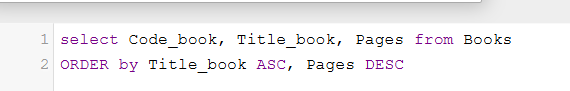 1 select Code_book, Title_book, Pages from Books
2 ORDER by Title_book ASC, Pages DESC